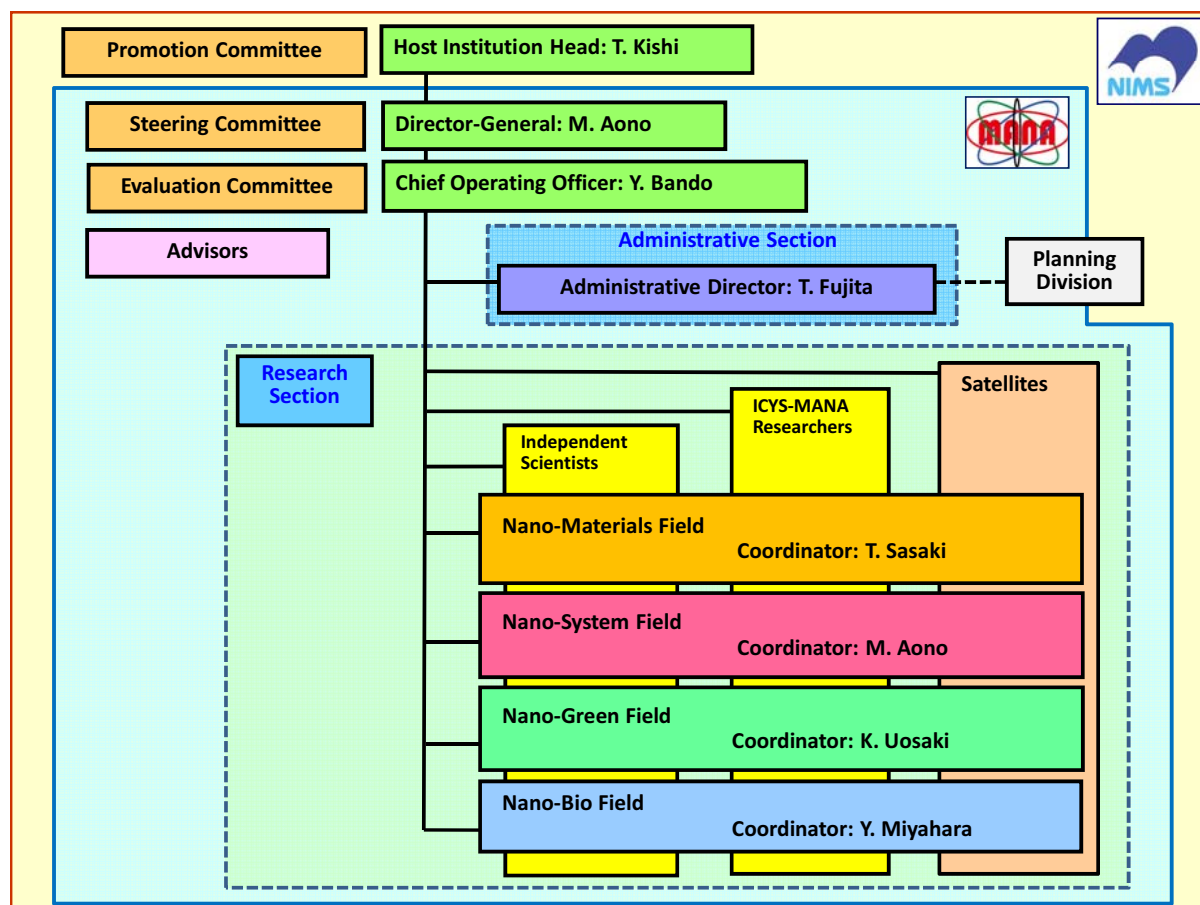 Promotion Committee
Host Institution Head: T. Kishi
NIMS
Steering Committee
Director-General: M. Aono
MANA
Evaluation Committee
Chief Operating Officer: Y. Bando
Advisors
Administrative Section
Administrative Director: T. Fujita
Planning
Division
Research
Section
Satellites
ICYS-MANA
Researchers
Independent
Scientists
Nano-Materials Field
Coordinator: T. Sasaki
Nano-System Field
Coordinator: M. Aono
Nano-Green Field
Coordinator: K. Uosaki
Nano-Bio Field
Coordinator: Y. Miyahara